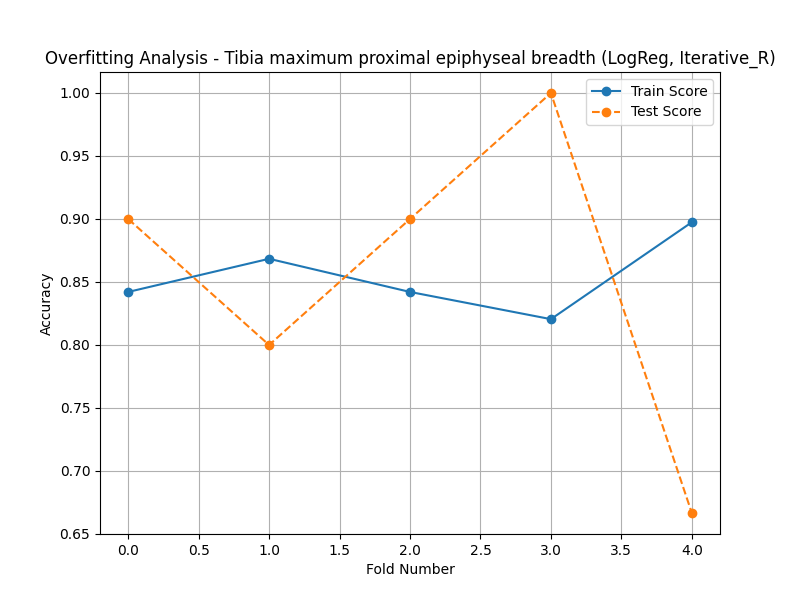 Overfitting Analysis - Tibia maximum proximal epiphyseal breadth (LogReg, Iterative_R)
Train Score
Test Score
1.00
0.95
0.90
0.85
0.80
0.75
0.70
0.65
Accuracy
0.0 0.5 1.0 1.5 2.0 2.5 3.0 3.5 4.0
Fold Number